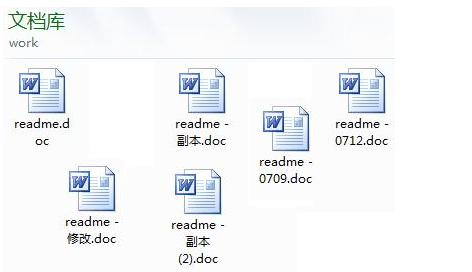 文档库
work
readme.d
oc
readme -
副本.doc
readme -
0709.doc
readme -
0712.doc
readme -
修改.doc
readme -
副本
(2).doc